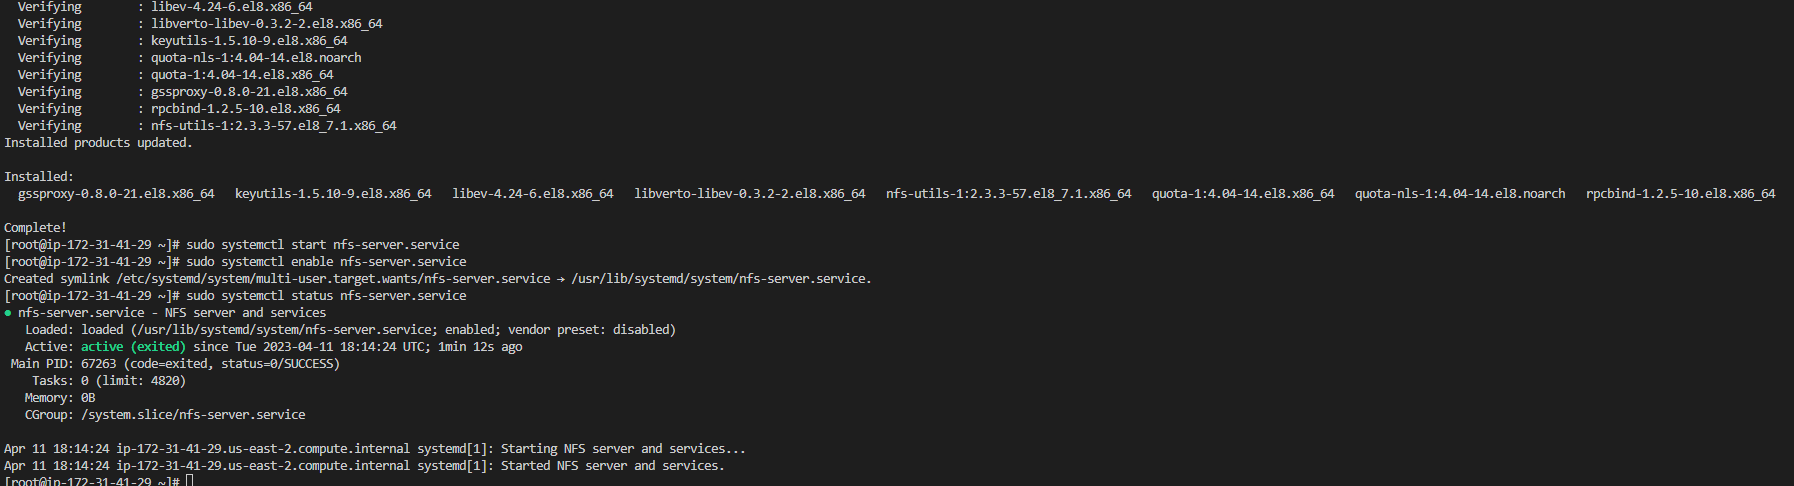 Verifying        : libev-4.24-6.el8.x86_64
Verifying        : libverto-libev-0.3.2-2.el8.x86_64
Verifying        : keyutils-1.5.10-9.el8.x86_64
Verifying        : quota-nls-1:4.04-14.el8.noarch
Verifying        : quota-1:4.04-14.el8.x86_64
Verifying        : gssproxy-0.8.0-21.el8.x86_64
Verifying        : rpcbind-1.2.5-10.el8.x86_64
Verifying        : nfs-utils-1:2.3.3-57.el8_7.1.x86_64
Installed products updated.

Installed:
  gssproxy-0.8.0-21.el8.x86_64   keyutils-1.5.10-9.el8.x86_64   libev-4.24-6.el8.x86_64   libverto-libev-0.3.2-2.el8.x86_64   nfs-utils-1:2.3.3-57.el8_7.1.x86_64   quota-1:4.04-14.el8.x86_64   quota-nls-1:4.04-14.el8.noarch   rpcbind-1.2.5-10.el8.x86_64

Complete!
[root@ip-172-31-41-29 ~]# sudo systemctl start nfs-server.service
[root@ip-172-31-41-29 ~]# sudo systemctl enable nfs-server.service
Created symlink /etc/systemd/system/multi-user.target.wants/nfs-server.service → /usr/lib/systemd/system/nfs-server.service.
[root@ip-172-31-41-29 ~]# sudo systemctl status nfs-server.service
● nfs-server.service - NFS server and services
   Loaded: loaded (/usr/lib/systemd/system/nfs-server.service; enabled; vendor preset: disabled)
   Active: active (exited) since Tue 2023-04-11 18:14:24 UTC; 1min 12s ago
 Main PID: 67263 (code=exited, status=0/SUCCESS)
    Tasks: 0 (limit: 4820)
   Memory: 0B
   CGroup: /system.slice/nfs-server.service

Apr 11 18:14:24 ip-172-31-41-29.us-east-2.compute.internal systemd[1]: Starting NFS server and services...
Apr 11 18:14:24 ip-172-31-41-29.us-east-2.compute.internal systemd[1]: Started NFS server and services.
[root@ip-172-31-41-29 ~]#